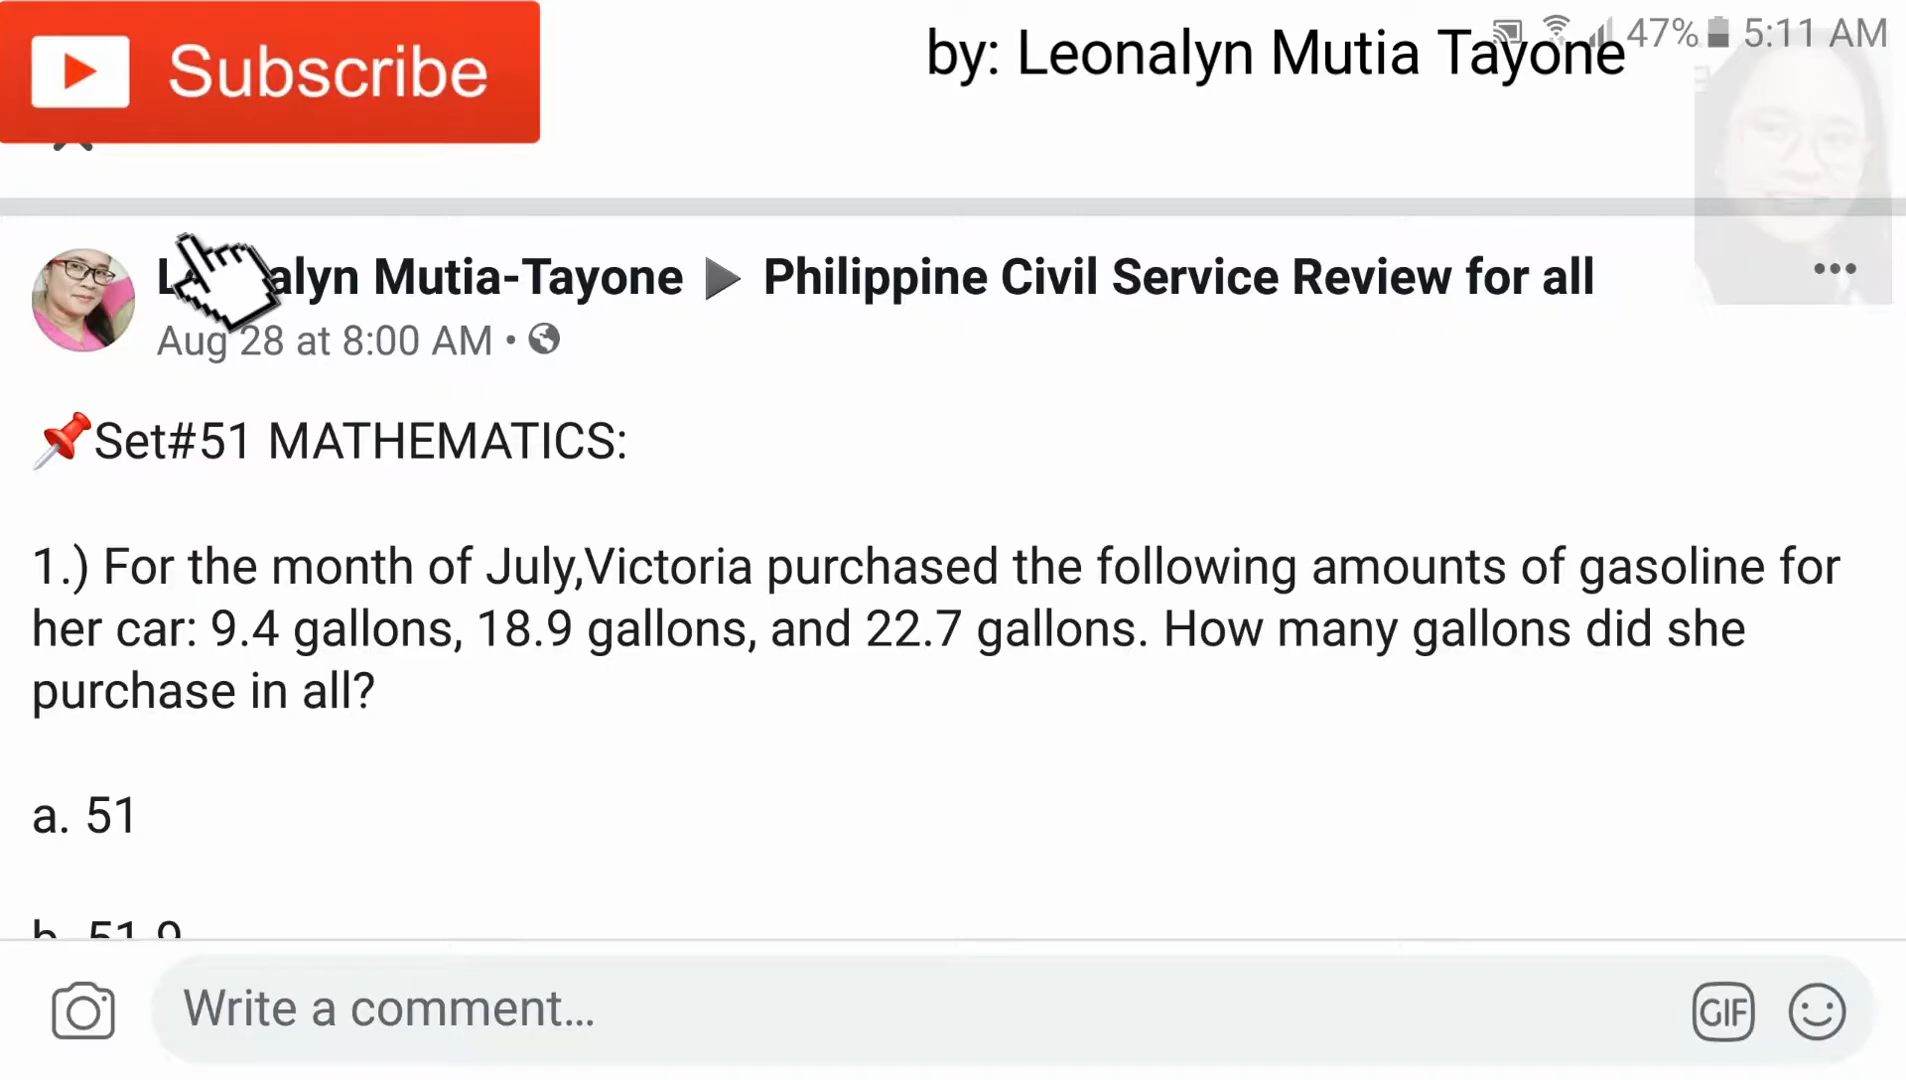 Subscribe
by: Leonalyn Mutia Tayone
47% 5:11 AM
Mutia-Tayone ▶ Philippine Civil Service Review for all
Aug 28 at 8:00 AM •
📌Set#51 MATHEMATICS:
1.) For the month of July,Victoria purchased the following amounts of gasoline for
her car: 9.4 gallons, 18.9 gallons, and 22.7 gallons. How many gallons did she
purchase in all?
a. 51
b. 51.9
Write a comment...
GIF